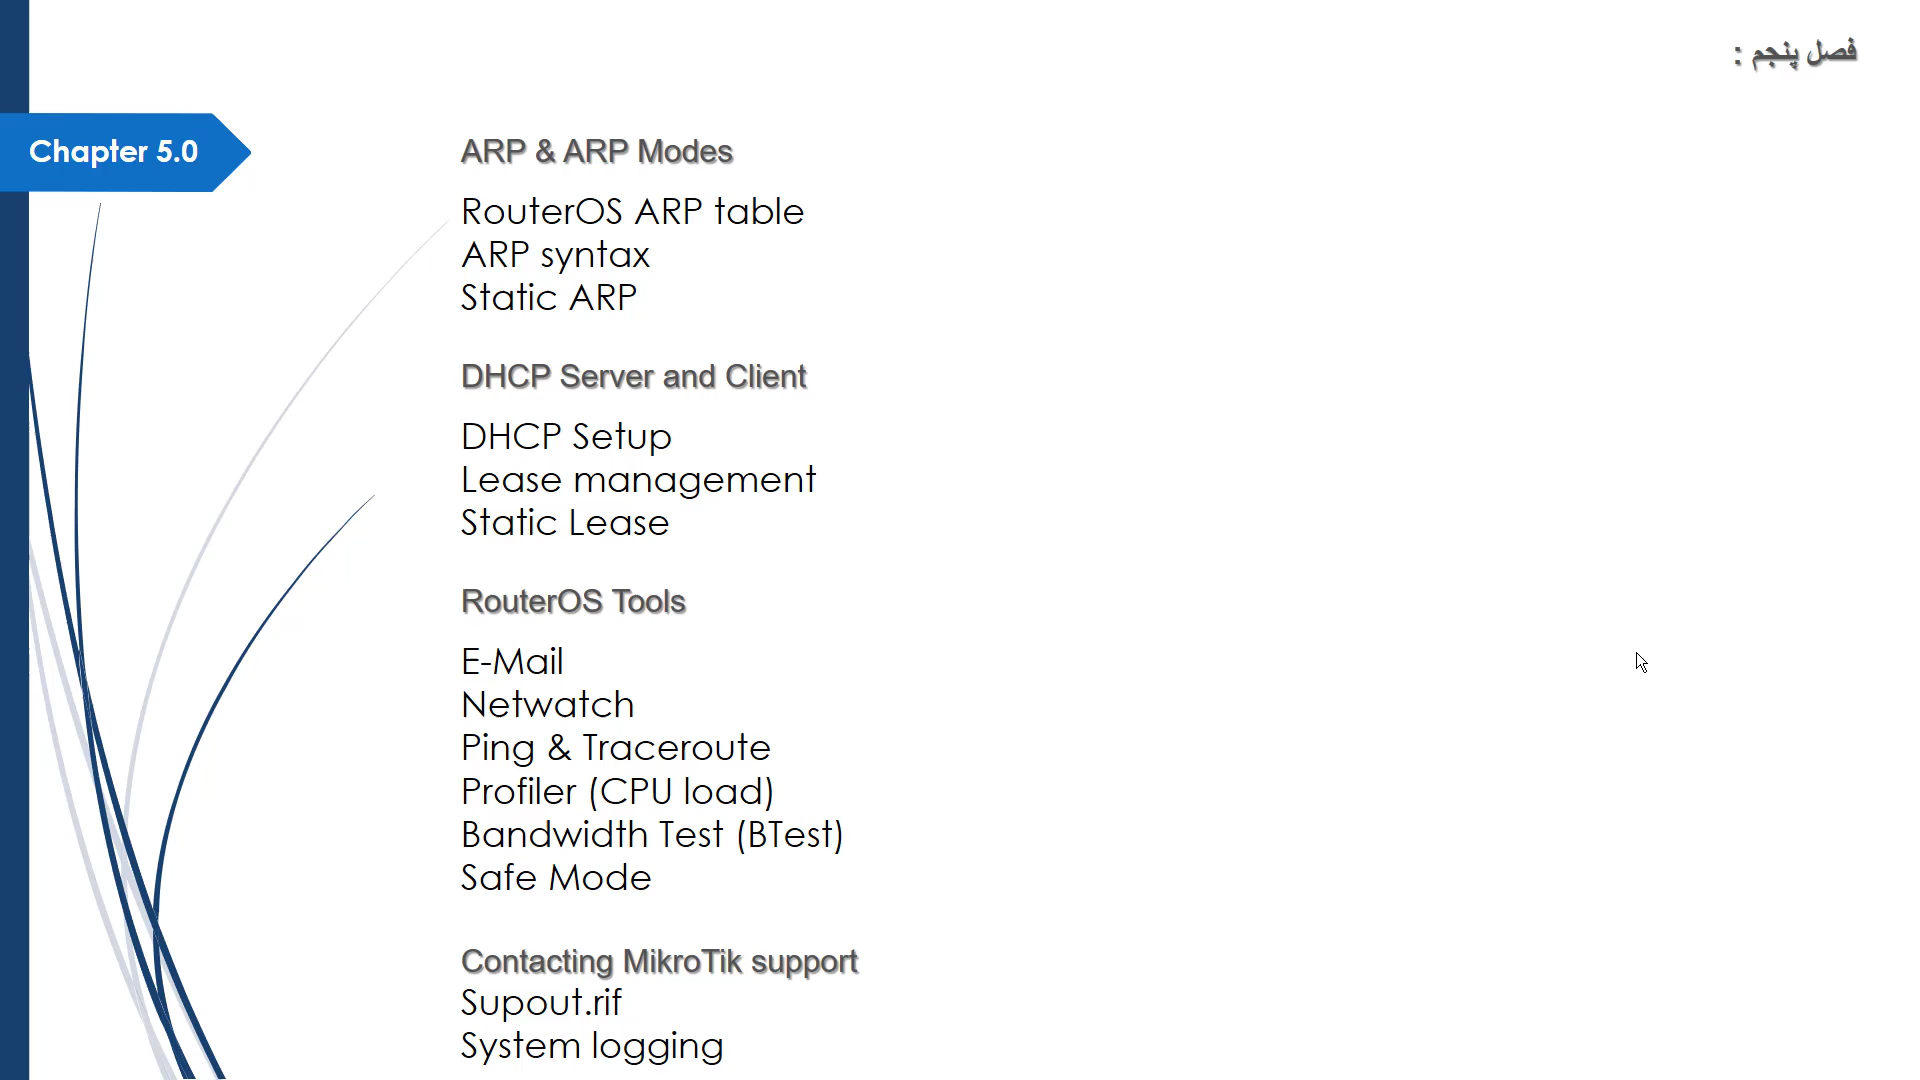 فصل پنجم :
Chapter 5.0
ARP & ARP Modes
RouterOS ARP table
ARP syntax
Static ARP
DHCP Server and Client
DHCP Setup
Lease management
Static Lease
RouterOS Tools
E-Mail
Netwatch
Ping & Traceroute
Profiler (CPU load)
Bandwidth Test (BTest)
Safe Mode
Contacting MikroTik support
Supout.rif
System logging